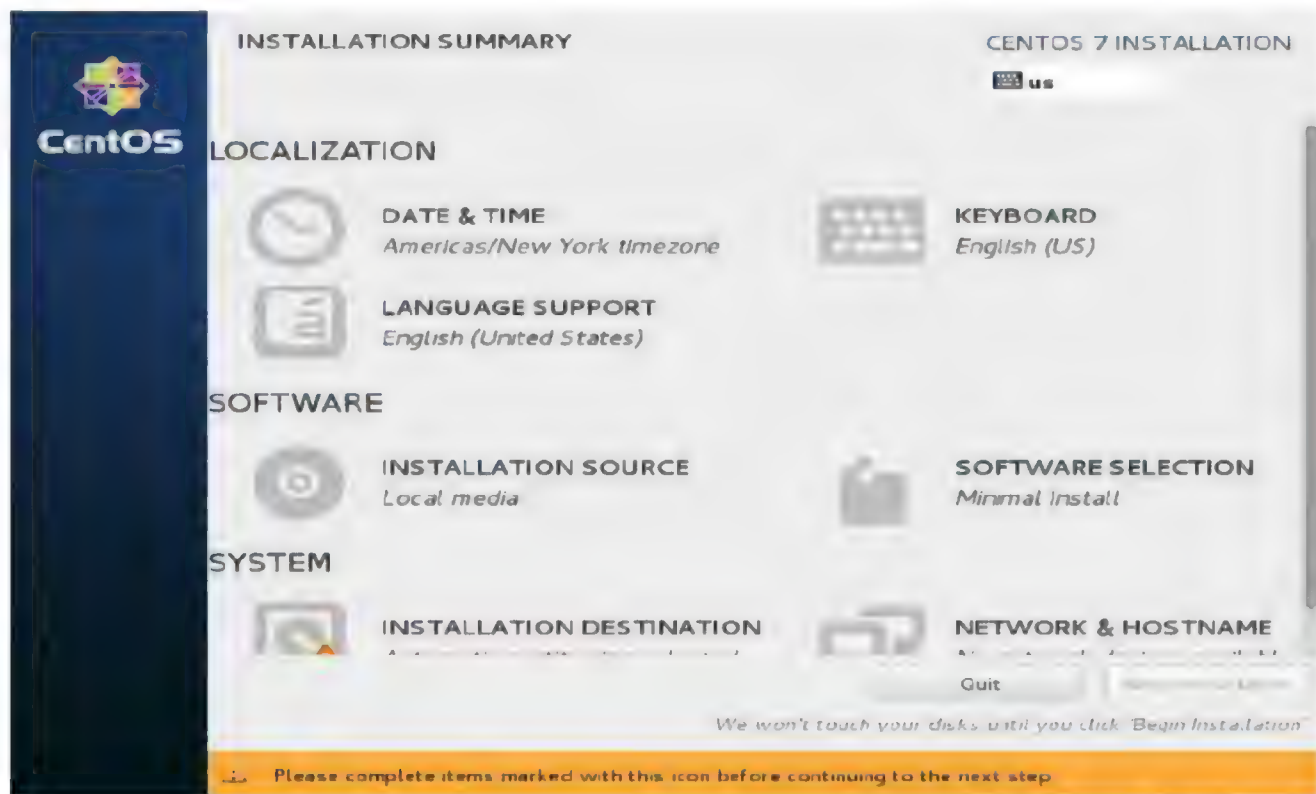 INSTALLATION SUMMARY
CENTOS 7 INSTALLATION
us
CentOS
LOCALIZATION
DATE & TIME
Americas/New York timezone
KEYBOARD
English (US)
LANGUAGE SUPPORT
English (United States)
SOFTWARE
INSTALLATION SOURCE
Local media
SOFTWARE SELECTION
Minimal Install
SYSTEM
INSTALLATION DESTINATION
NETWORK & HOSTNAME
Quit
We won't touch your disks until you click 'Begin Installation
Please complete items marked with this icon before continuing to the next step